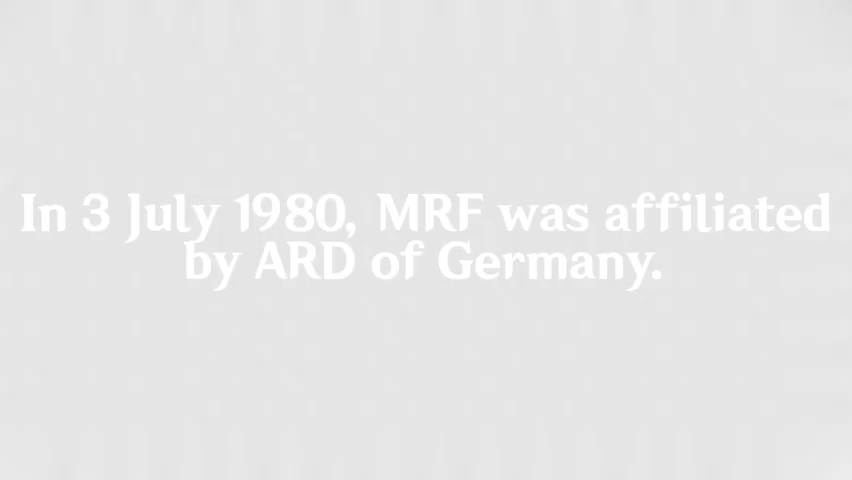 In 3 July 1980, MRF was affiliated
by ARD of Germany.